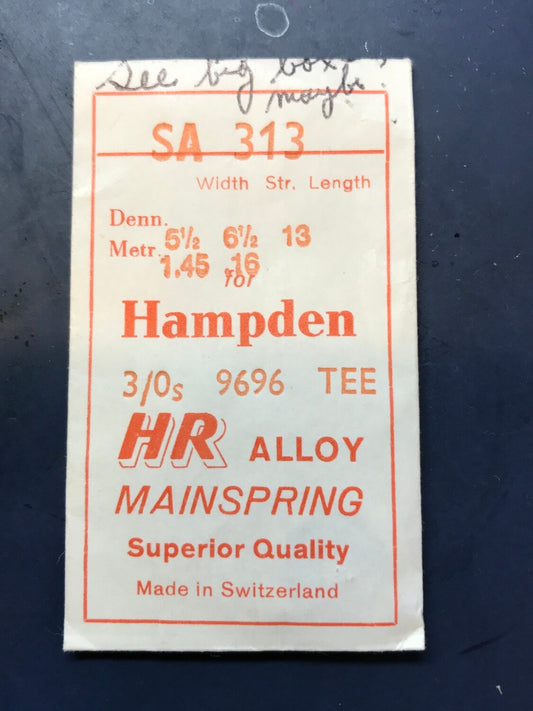 See big box -
maybe?
SA 313
Width Str. Length
Denn. 5½ 6½ 13
Metr. 1.45 .16
for
Hampden
3/0s 9696 TEE
HR ALLOY
MAINSPRING
Superior Quality
Made in Switzerland